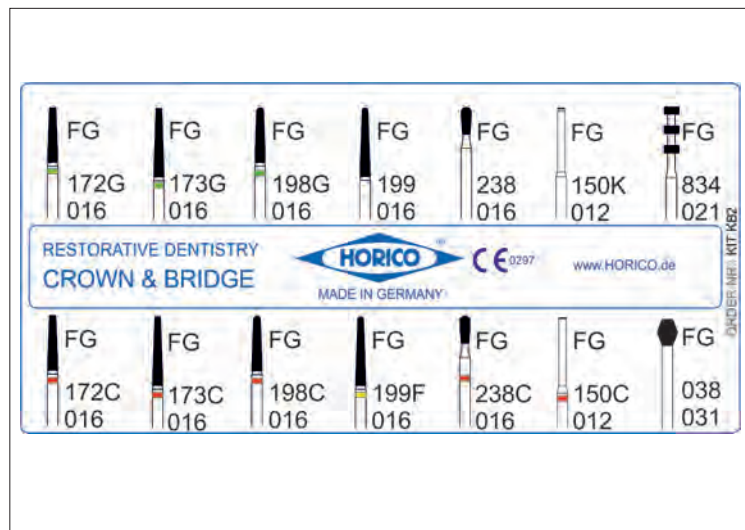 FG FG FG FG FG FG FG
172G 173G 198G 199 238 150K 834
016 016 016 016 016 012 021
RESTORATIVE DENTISTRY
CROWN & BRIDGE
HORICO
MADE IN GERMANY
CE 0297
www.HORICO.de
ORDER NR: KIT KB2
FG FG FG FG FG FG FG
172C 173C 198C 199F 238C 150C 038
016 016 016 016 016 012 031